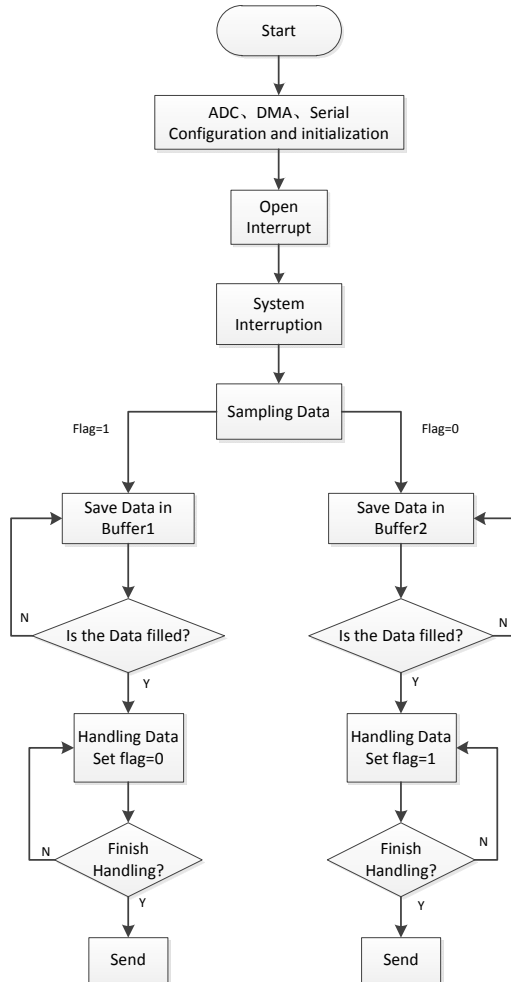 Start
ADC、DMA、Serial
Configuration and initialization
Open
Interrupt
System
Interruption
Sampling Data
Flag=1
Flag=0
Save Data in
Buffer1
Save Data in
Buffer2
N
Is the Data filled?
Is the Data filled?
N
Y
Y
Handling Data
Set flag=0
Handling Data
Set flag=1
N
Finish
Handling?
Finish
Handling?
N
Y
Y
Send
Send